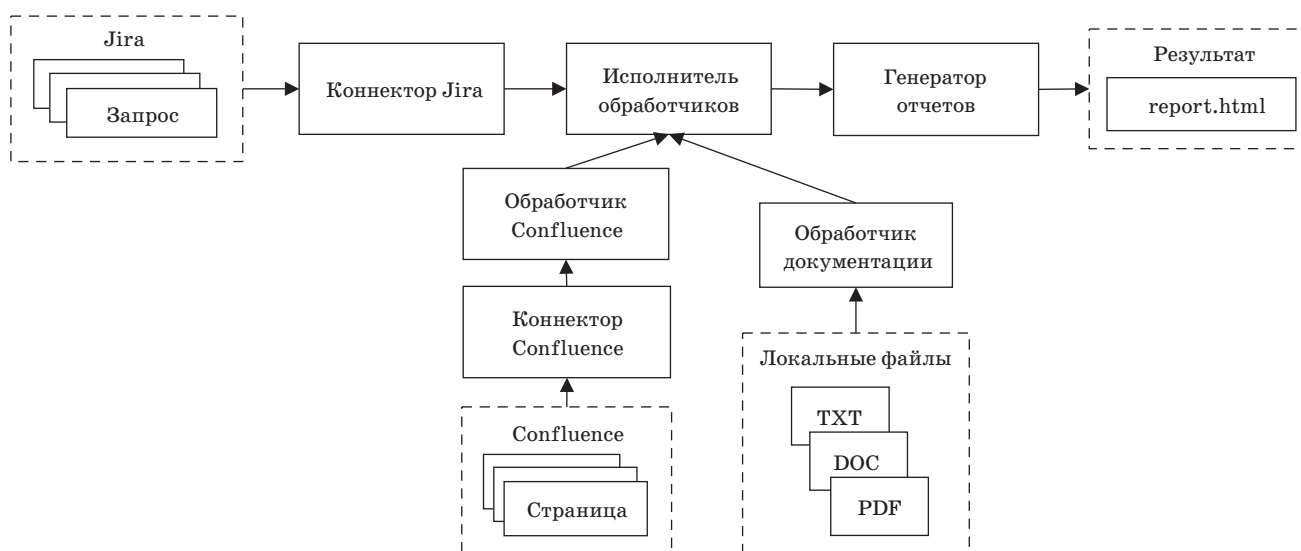 Jira
Запрос
Коннектор Jira
Исполнитель
обработчиков
Генератор
отчетов
Результат
report.html
Обработчик
Confluence
Обработчик
документации
Коннектор
Confluence
Локальные файлы
TXT
DOC
PDF
Confluence
Страница